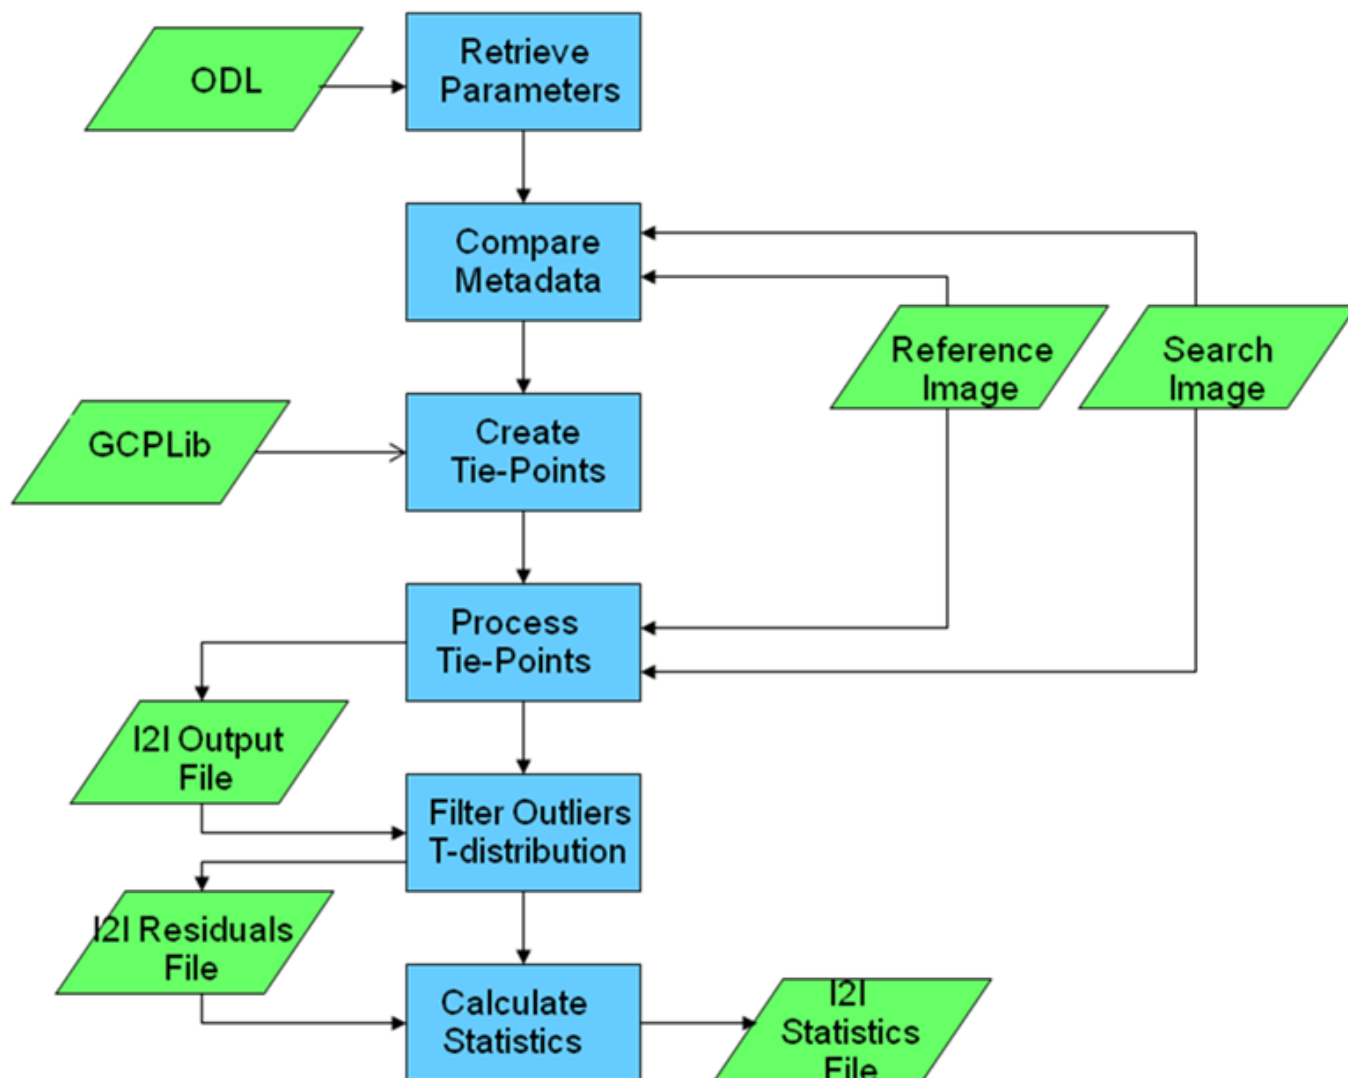 ODL
Retrieve
Parameters
Compare
Metadata
Reference
Image
Search
Image
GCPLib
Create
Tie-Points
Process
Tie-Points
I2I Output
File
Filter Outliers
T-distribution
I2I Residuals
File
Calculate
Statistics
I2I
Statistics
File